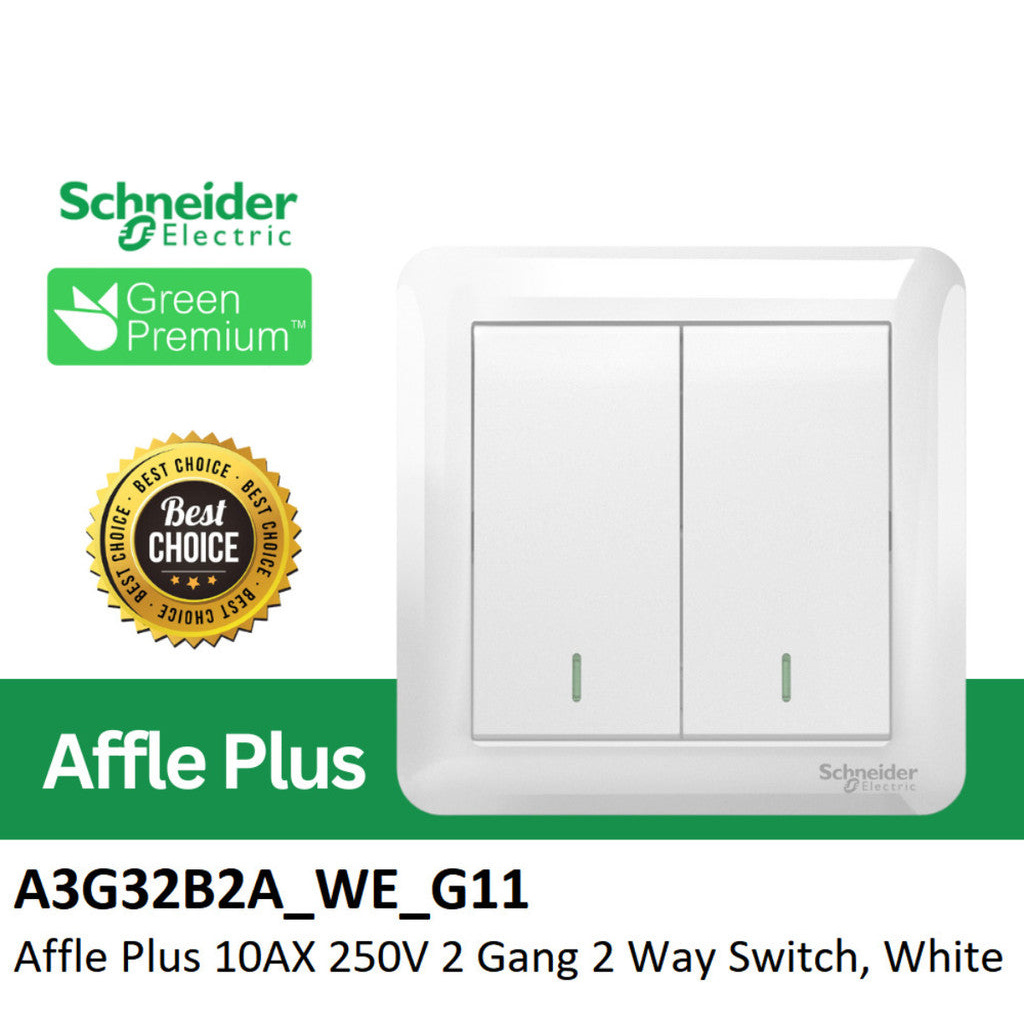 Schneider
Electric
Green
Premium™
BEST CHOICE · BEST CHOICE · BEST CHOICE · BEST CHOICE ·
Best
CHOICE
Affle Plus
Schneider
Electric
A3G32B2A_WE_G11
Affle Plus 10AX 250V 2 Gang 2 Way Switch, White